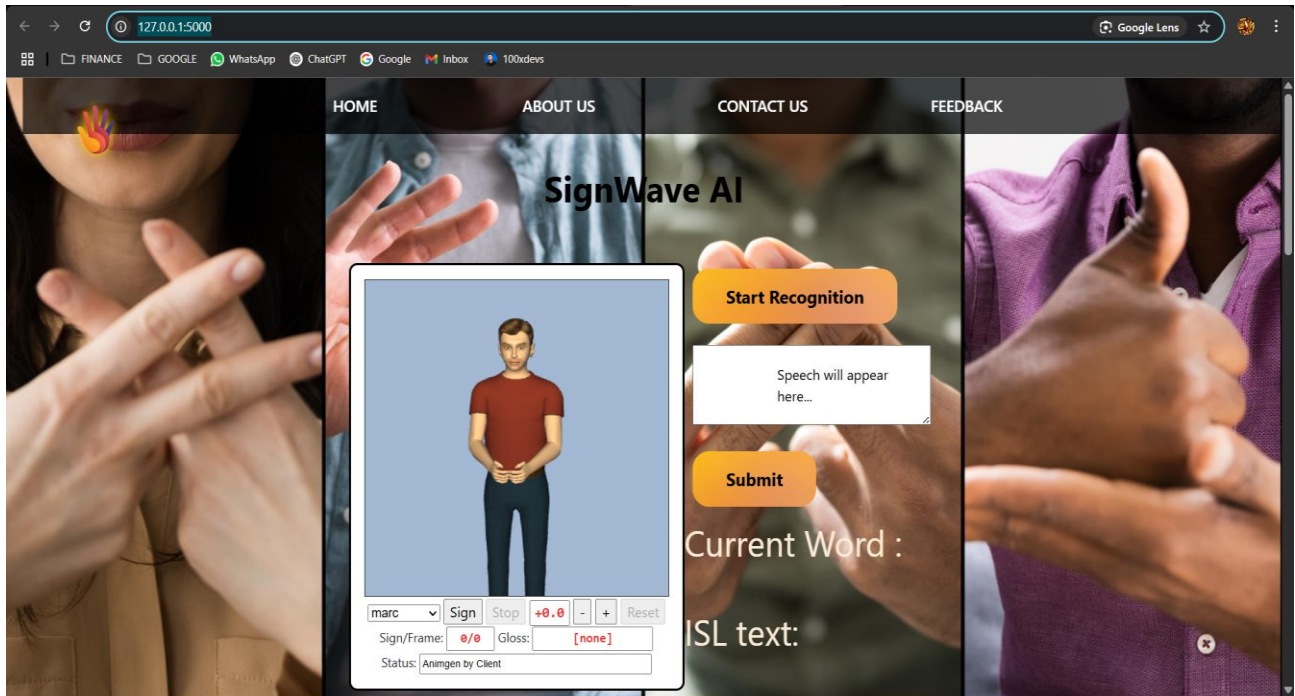 127.0.0.1:5000
Google Lens
FINANCE GOOGLE WhatsApp ChatGPT Google Inbox 100xdevs
HOME ABOUT US CONTACT US FEEDBACK
SignWave AI
Start Recognition
Speech will appear
here...
Submit
Current Word :
ISL text:
marc Sign Stop +0.0 - + Reset
Sign/Frame: 0/0 Gloss: [none]
Status: Animgen by Client